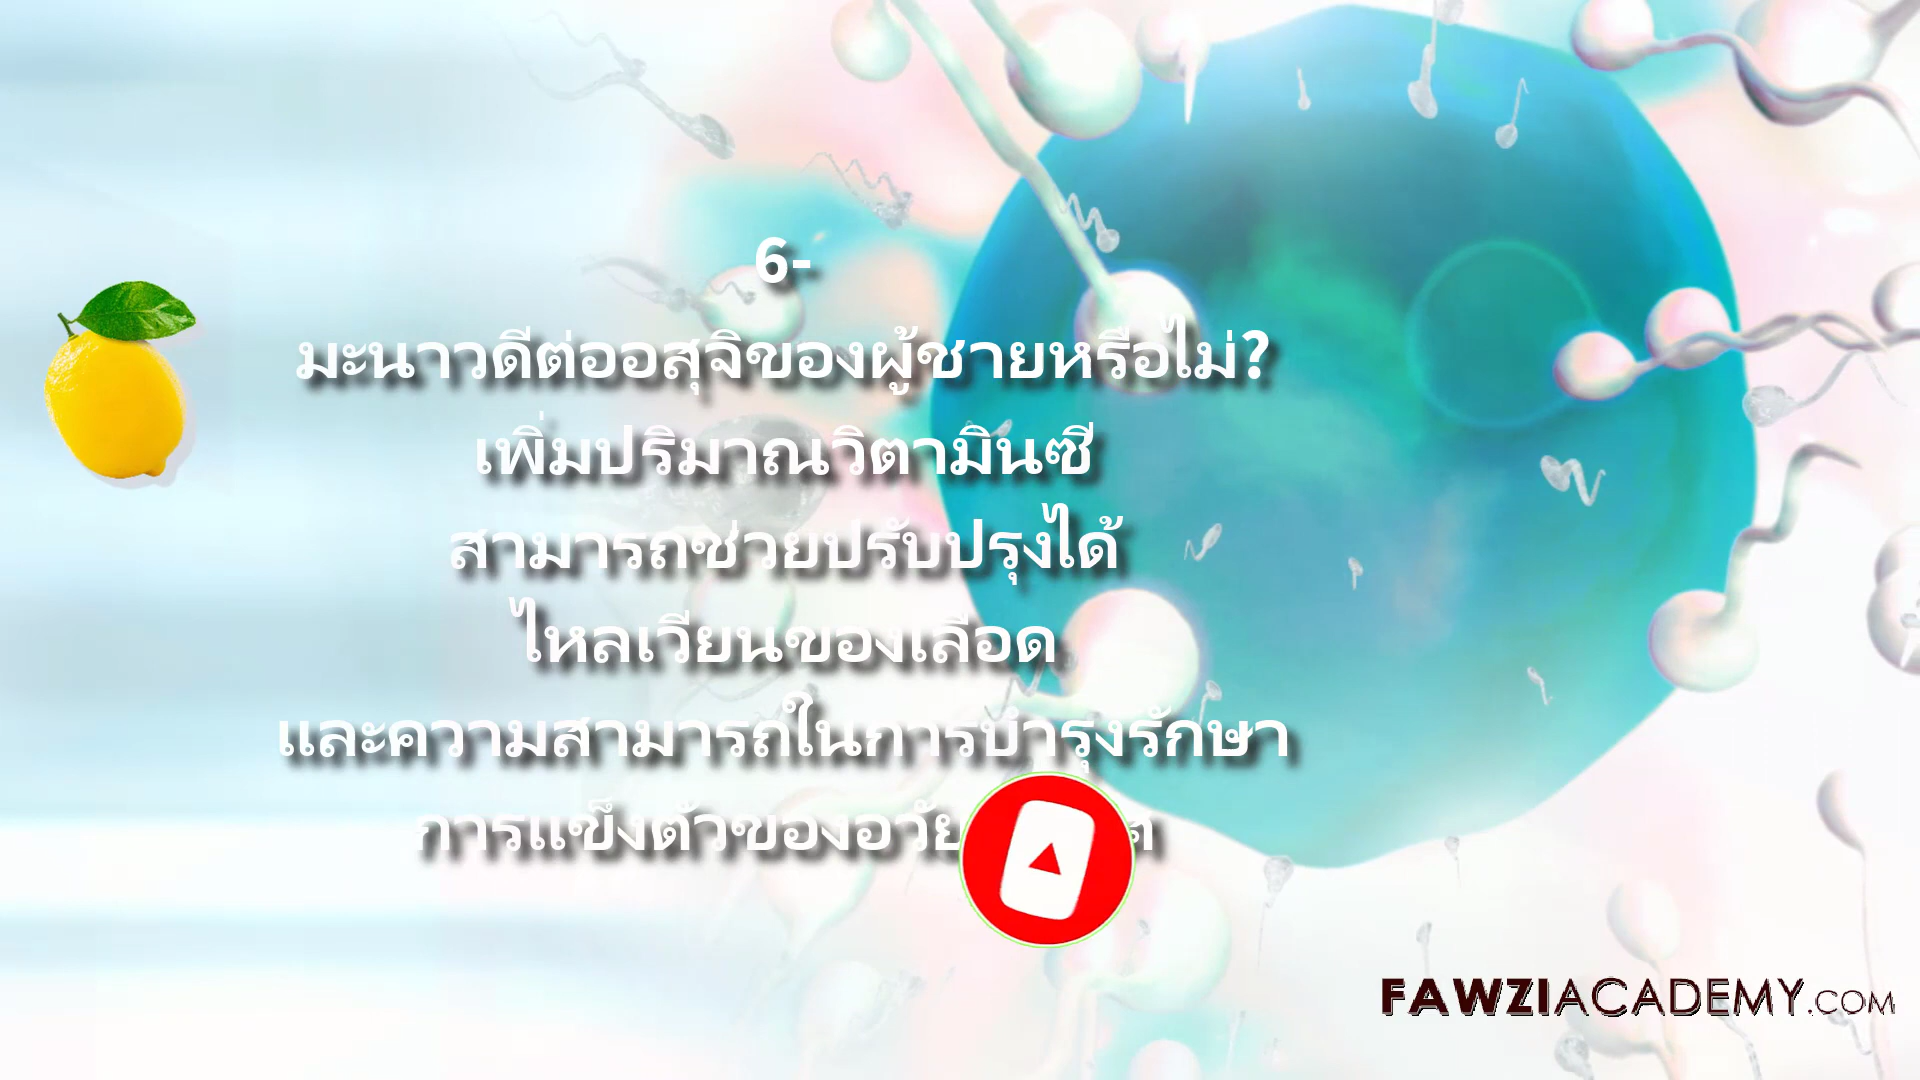 6-
มะนาวดีต่ออสุจิของผู้ชายหรือไม่?
เพิ่มปริมาณวิตามินซี
สามารถช่วยปรับปรุงได้
ไหลเวียนของเลือด
และความสามารถในการบำรุงรักษา
การแข็งตัวของ
FAWZIACADEMY.COM